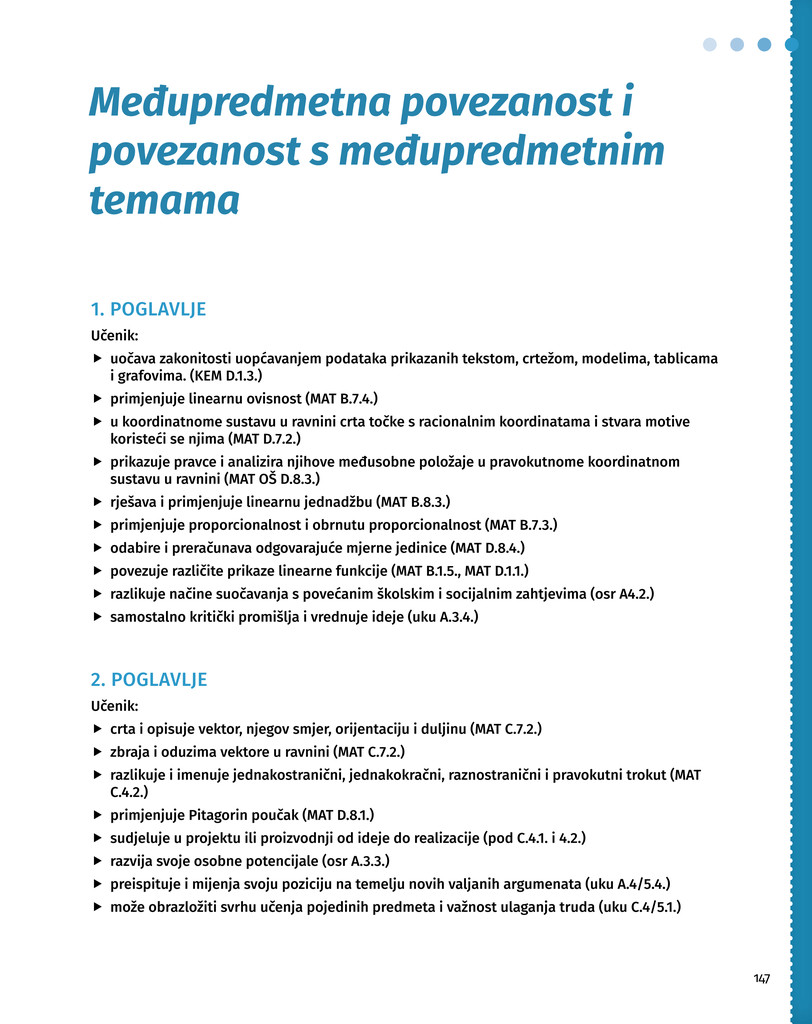 Međupredmetna povezanost i
povezanost s međupredmetnim
temama
1. POGLAVLJE
Učenik:
▶ uočava zakonitosti uopćavanjem podataka prikazanih tekstom, crtežom, modelima, tablicama
i grafovima. (KEM D.1.3.)
▶ primjenjuje linearnu ovisnost (MAT B.7.4.)
▶ u koordinatnome sustavu u ravnini crta točke s racionalnim koordinatama i stvara motive
koristeći se njima (MAT D.7.2.)
▶ prikazuje pravce i analizira njihove međusobne položaje u pravokutnome koordinatnom
sustavu u ravnini (MAT OŠ D.8.3.)
▶ rješava i primjenjuje linearnu jednadžbu (MAT B.8.3.)
▶ primjenjuje proporcionalnost i obrnutu proporcionalnost (MAT B.7.3.)
▶ odabire i preračunava odgovarajuće mjerne jedinice (MAT D.8.4.)
▶ povezuje različite prikaze linearne funkcije (MAT B.1.5., MAT D.1.1.)
▶ razlikuje načine suočavanja s povećanim školskim i socijalnim zahtjevima (osr A4.2.)
▶ samostalno kritički promišlja i vrednuje ideje (uku A.3.4.)
2. POGLAVLJE
Učenik:
▶ crta i opisuje vektor, njegov smjer, orijentaciju i duljinu (MAT C.7.2.)
▶ zbraja i oduzima vektore u ravnini (MAT C.7.2.)
▶ razlikuje i imenuje jednakostranični, jednakokračni, raznostranični i pravokutni trokut (MAT
C.4.2.)
▶ primjenjuje Pitagorin poučak (MAT D.8.1.)
▶ sudjeluje u projektu ili proizvodnji od ideje do realizacije (pod C.4.1. i 4.2.)
▶ razvija svoje osobne potencijale (osr A.3.3.)
▶ preispituje i mijenja svoju poziciju na temelju novih valjanih argumenata (uku A.4/5.4.)
▶ može obrazložiti svrhu učenja pojedinih predmeta i važnost ulaganja truda (uku C.4/5.1.)
147